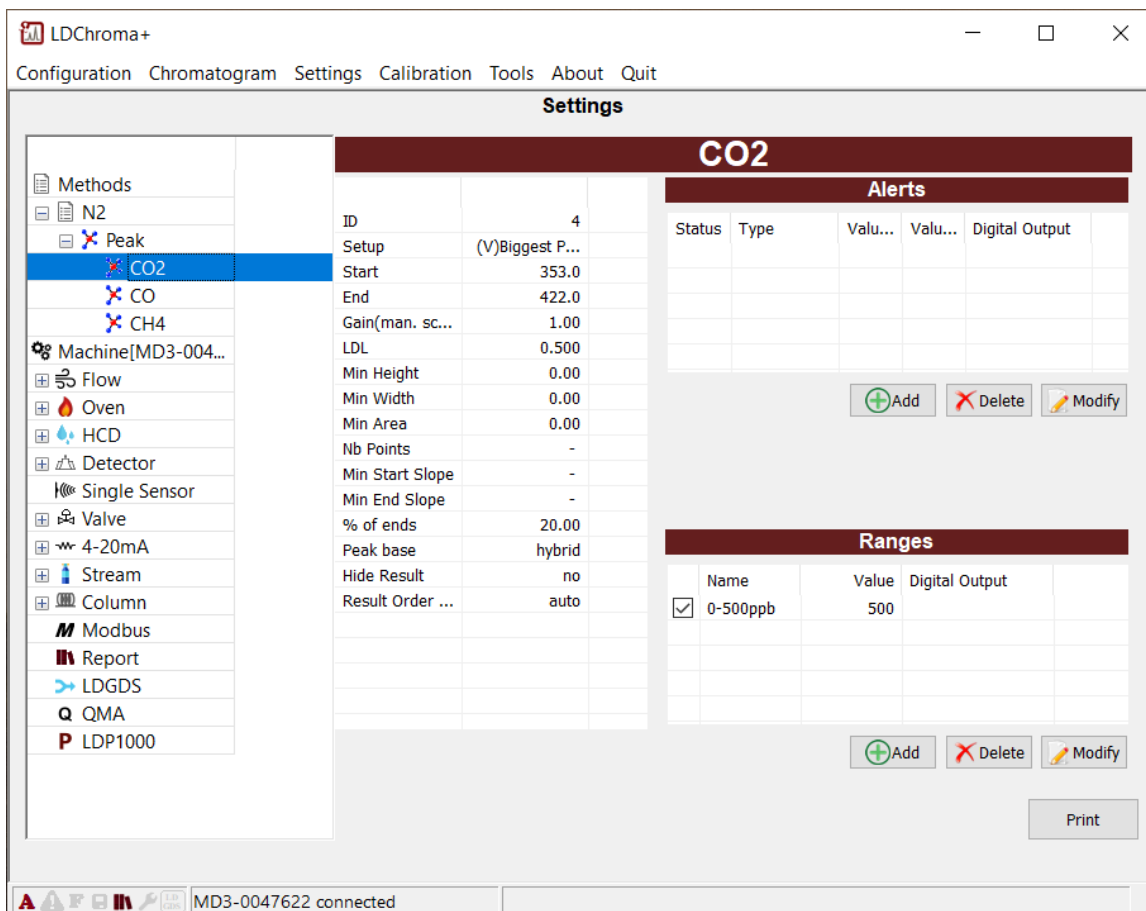 LDChroma+
Configuration Chromatogram Settings Calibration Tools About Quit
Settings
Methods
N2
Peak
CO2
CO
CH4
Machine[MD3-004...
Flow
Oven
HCD
Detector
Single Sensor
Valve
4-20mA
Stream
Column
M Modbus
Report
LDGDS
Q QMA
P LDP1000
CO2
ID 4
Setup (V)Biggest P...
Start 353.0
End 422.0
Gain(man. sc... 1.00
LDL 0.500
Min Height 0.00
Min Width 0.00
Min Area 0.00
Nb Points -
Min Start Slope -
Min End Slope -
% of ends 20.00
Peak base hybrid
Hide Result no
Result Order ... auto
Alerts
Status Type Valu... Valu... Digital Output
Add Delete Modify
Ranges
Name Value Digital Output
0-500ppb 500
Add Delete Modify
Print
A F LD GDS MD3-0047622 connected